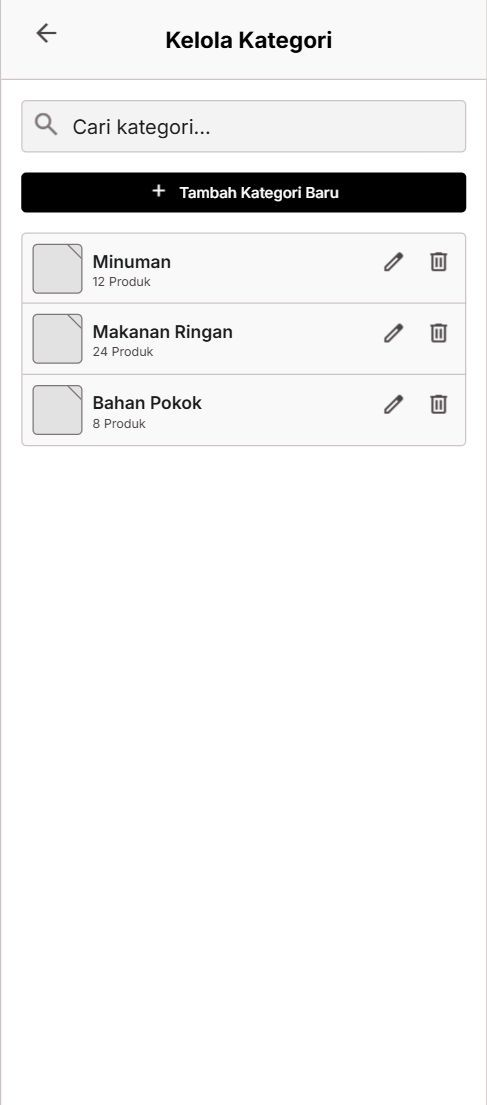 Kelola Kategori
Cari kategori...
+ Tambah Kategori Baru
Minuman
12 Produk
Makanan Ringan
24 Produk
Bahan Pokok
8 Produk